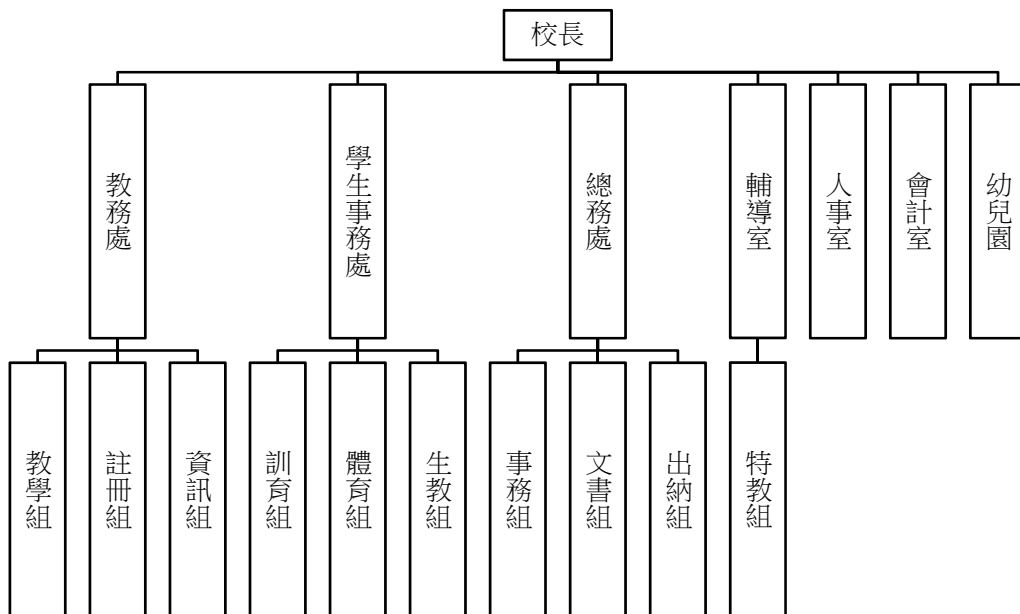 校長
教務處
學生事務處
總務處
輔導室
人事室
會計室
幼兒園
教學組
註冊組
資訊組
訓育組
體育組
生教組
事務組
文書組
出納組
特教組